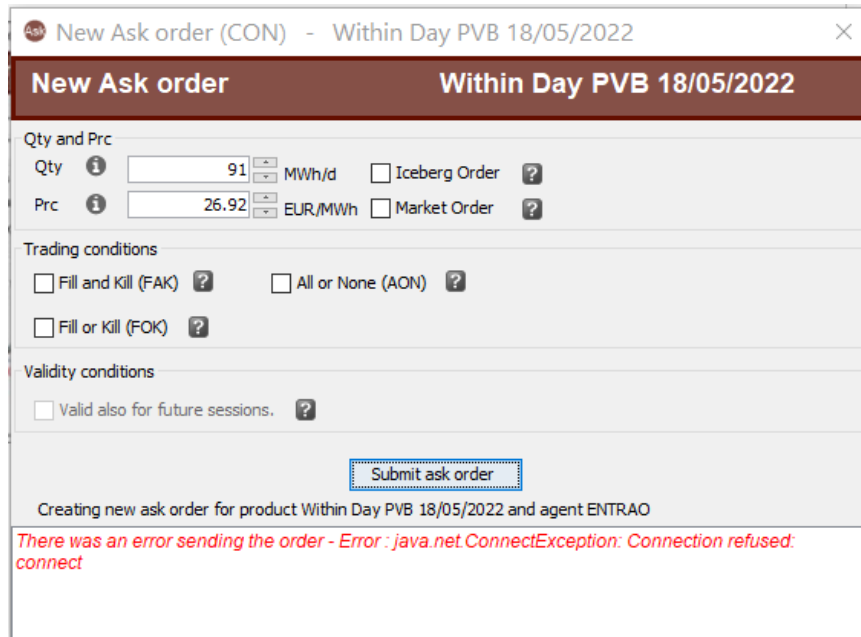 Ask New Ask order (CON) - Within Day PVB 18/05/2022
New Ask order Within Day PVB 18/05/2022
Qty and Prc
Qty 91 MWh/d Iceberg Order ?
Prc 26.92 EUR/MWh Market Order ?
Trading conditions
Fill and Kill (FAK) ? All or None (AON) ?
Fill or Kill (FOK) ?
Validity conditions
Valid also for future sessions. ?
Submit ask order
Creating new ask order for product Within Day PVB 18/05/2022 and agent ENTRAO
There was an error sending the order - Error : java.net.ConnectException: Connection refused:
connect